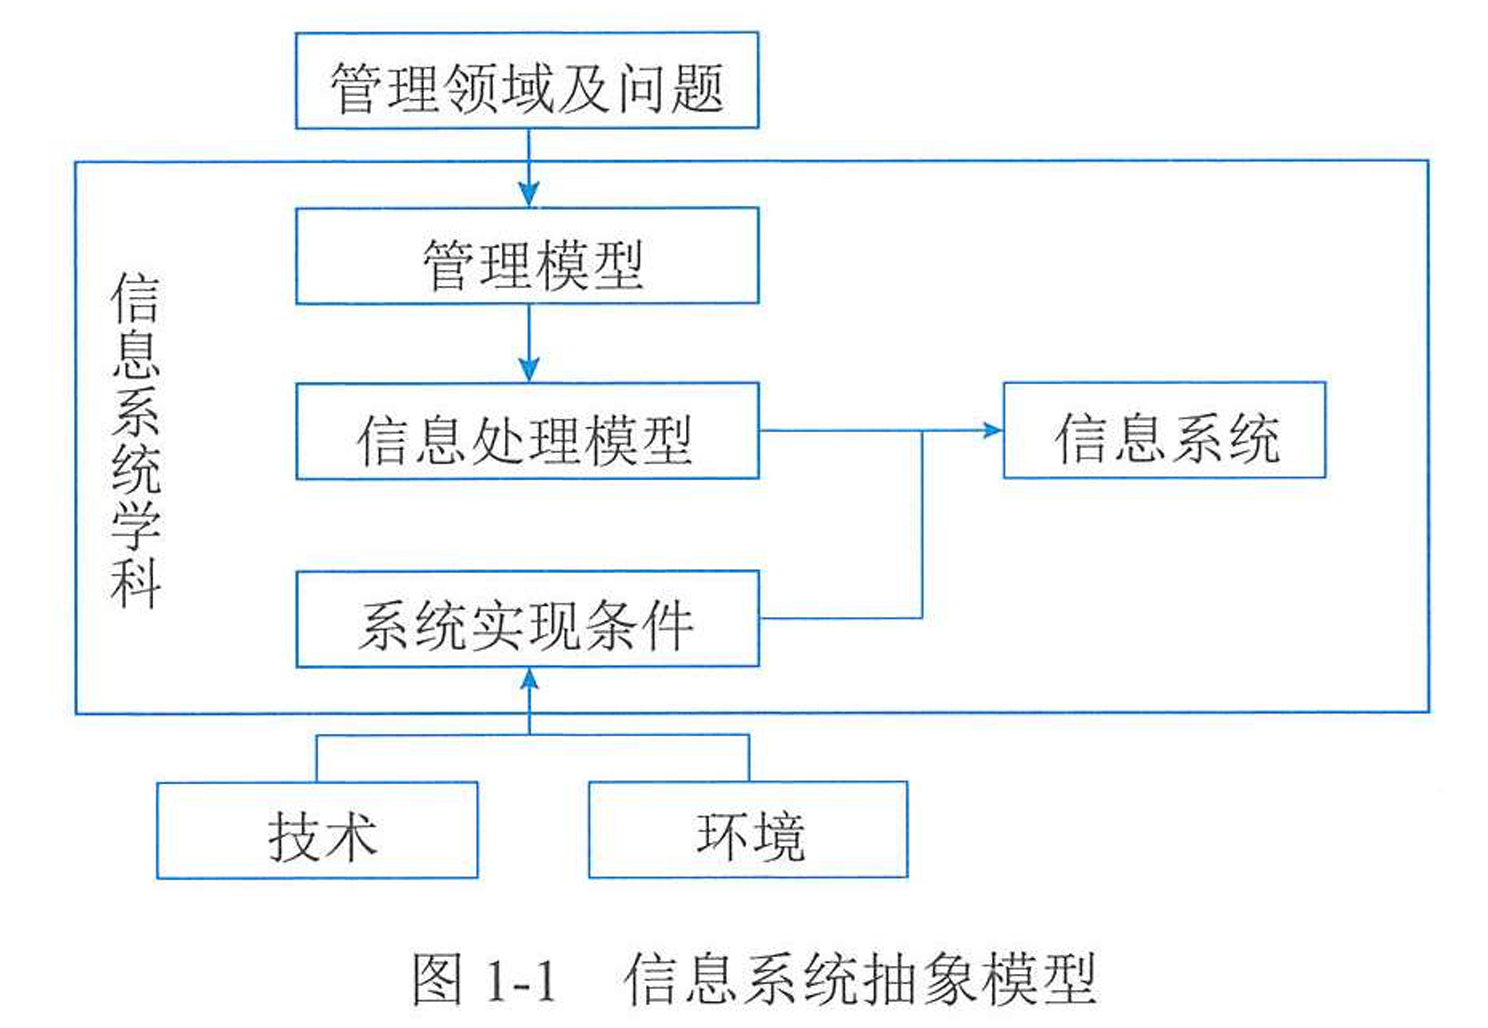 管理领域及问题
管理模型
信息系统学科
信息处理模型
信息系统
系统实现条件
技术
环境
图 1-1 信息系统抽象模型